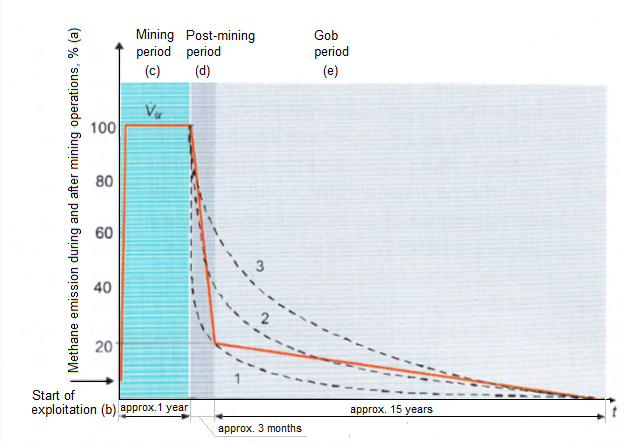 Mining Post-mining Gob
period period period
(c) (d) (e)
Methane emission during and after mining operations, % (a)
100
80
60
40
20
3
2
1
Start of
exploitation (b)
approx.1 year
approx. 3 months
approx. 15 years
t